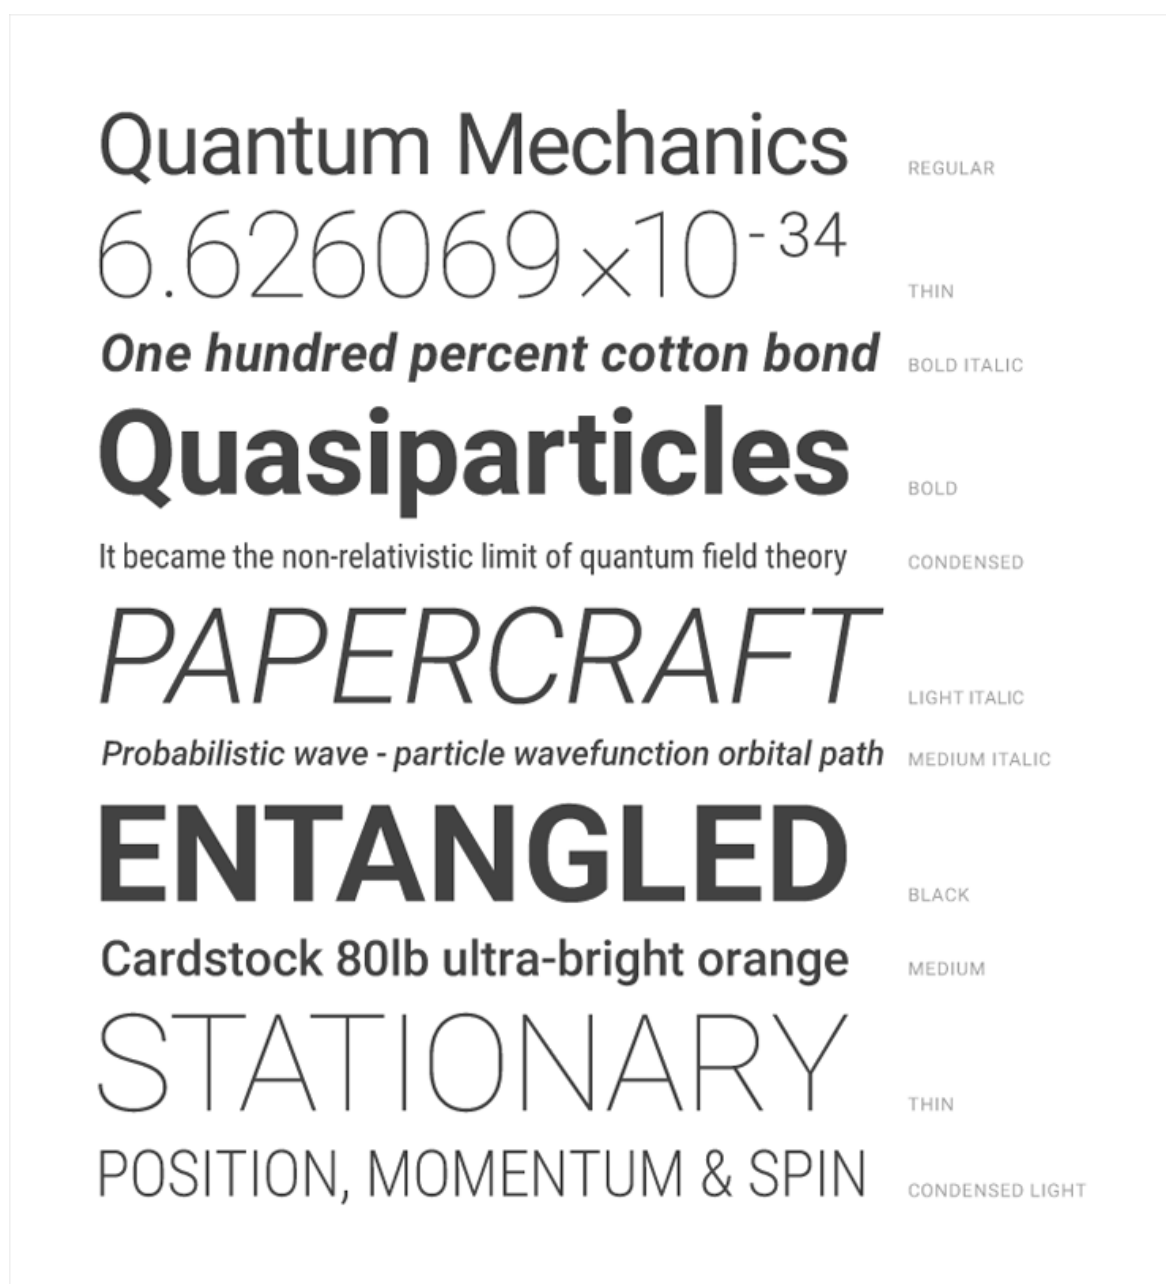 Quantum Mechanics REGULAR
6.626069×10-34 THIN
One hundred percent cotton bond BOLD ITALIC
Quasiparticles BOLD
It became the non-relativistic limit of quantum field theory CONDENSED
PAPERCRAFT LIGHT ITALIC
Probabilistic wave - particle wavefunction orbital path MEDIUM ITALIC
ENTANGLED BLACK
Cardstock 80lb ultra-bright orange MEDIUM
STATIONARY THIN
POSITION, MOMENTUM & SPIN CONDENSED LIGHT